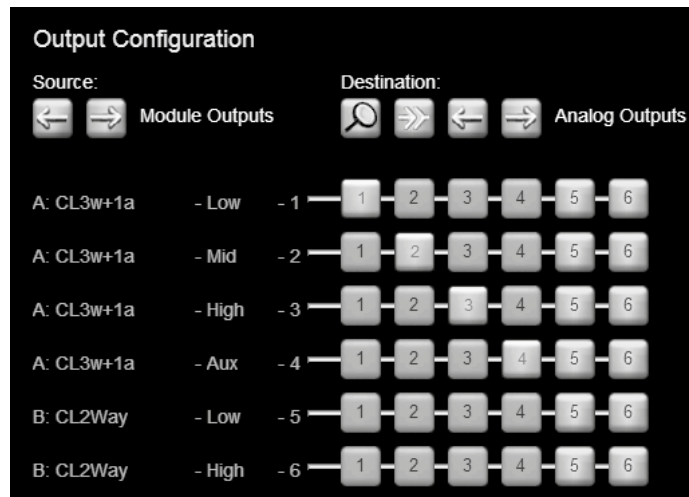 Output Configuration
Source: Destination:
Module Outputs Analog Outputs
A: CL3w+1a - Low - 1 1 2 3 4 5 6
A: CL3w+1a - Mid - 2 1 2 3 4 5 6
A: CL3w+1a - High - 3 1 2 3 4 5 6
A: CL3w+1a - Aux - 4 1 2 3 4 5 6
B: CL2Way - Low - 5 1 2 3 4 5 6
B: CL2Way - High - 6 1 2 3 4 5 6